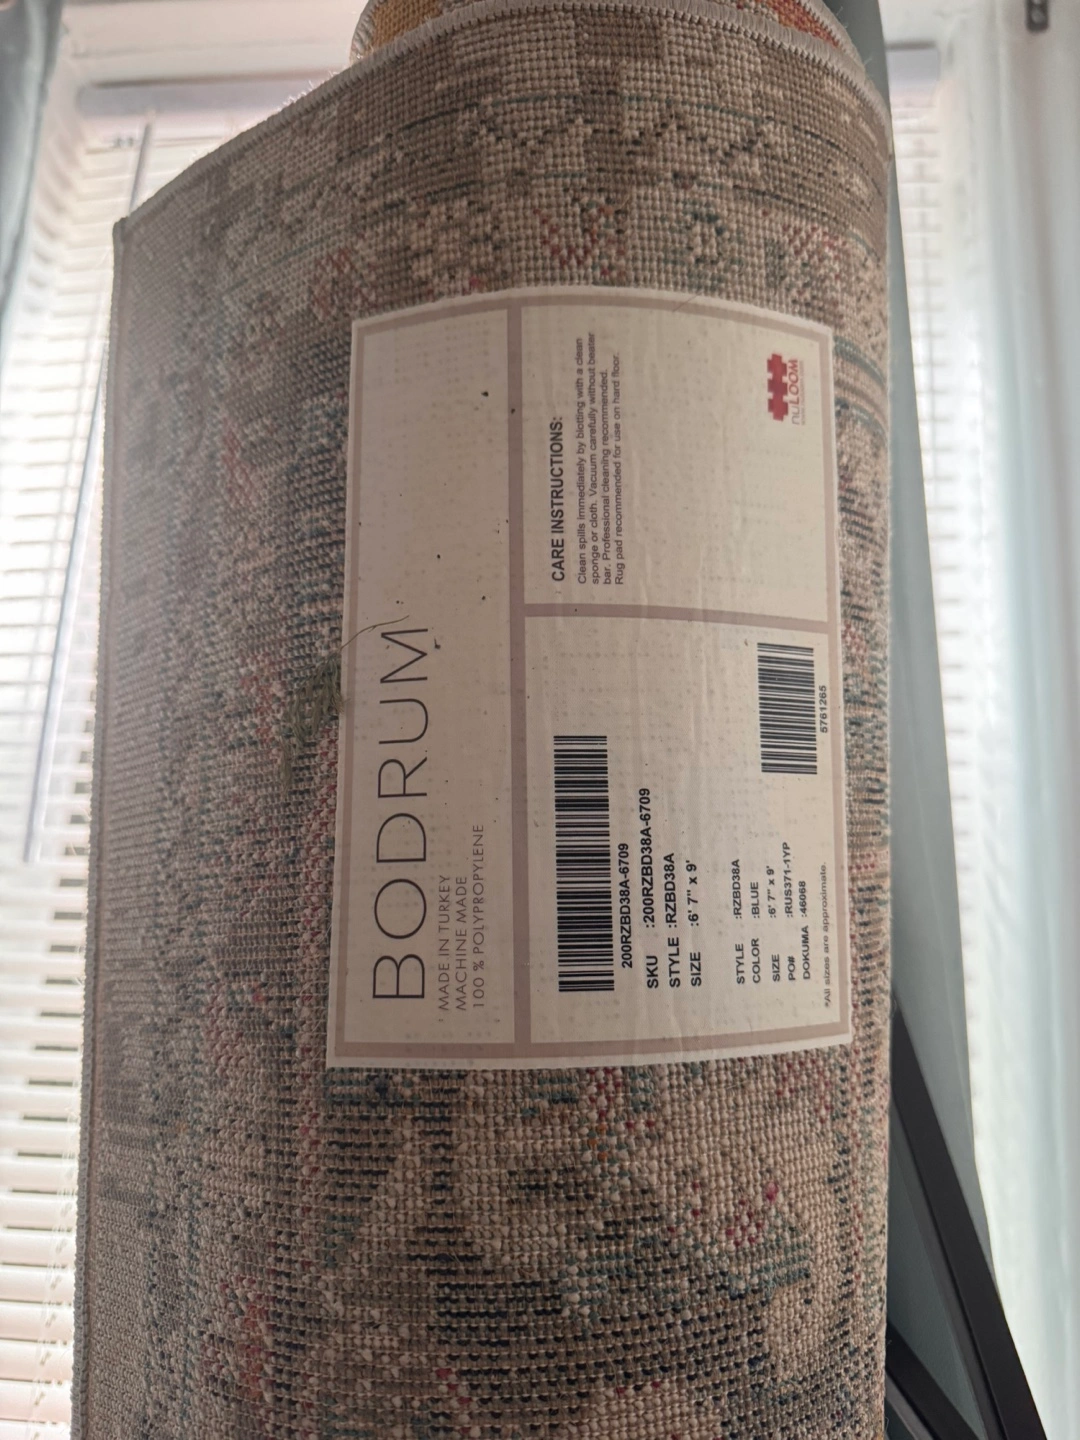 BODRUM
MADE IN TURKEY
MACHINE MADE
100 % POLYPROPYLENE
200RZBD38A-6709
SKU :200RZBD38A-6709
STYLE :RZBD38A
SIZE :6' 7" x 9'
STYLE :RZBD38A
COLOR :BLUE
SIZE :6' 7" x 9'
PO# :RUS371-1YP
DOKUMA :46068
*All sizes are approximate.
5761265
CARE INSTRUCTIONS:
Clean spills immediately by blotting with a clean
sponge or cloth. Vacuum carefully without beater
bar. Professional cleaning recommended.
Rug pad recommended for use on hard floor.
nuLOOM